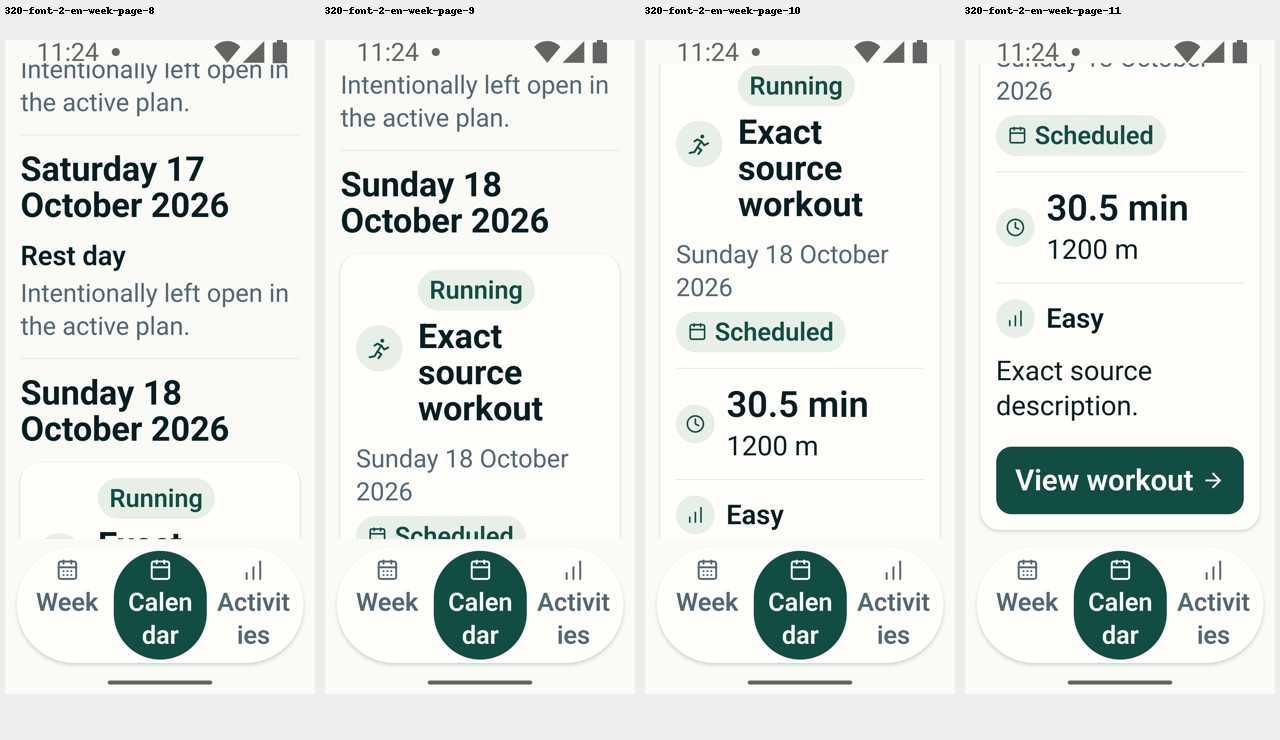 320-font-2-en-week-page-8
11:24
Intentionally left open in
the active plan.
Saturday 17
October 2026
Rest day
Intentionally left open in
the active plan.
Sunday 18
October 2026
Running
Exact
Week
Calen
dar
Activit
ies
320-font-2-en-week-page-9
11:24
Intentionally left open in
the active plan.
Sunday 18
October 2026
Running
Exact
source
workout
Sunday 18 October
2026
Scheduled
Week
Calen
dar
Activit
ies
320-font-2-en-week-page-10
11:24
Running
Exact
source
workout
Sunday 18 October
2026
Scheduled
30.5 min
1200 m
Easy
Week
Calen
dar
Activit
ies
320-font-2-en-week-page-11
11:24
Sunday 18 October
2026
Scheduled
30.5 min
1200 m
Easy
Exact source
description.
View workout →
Week
Calen
dar
Activit
ies